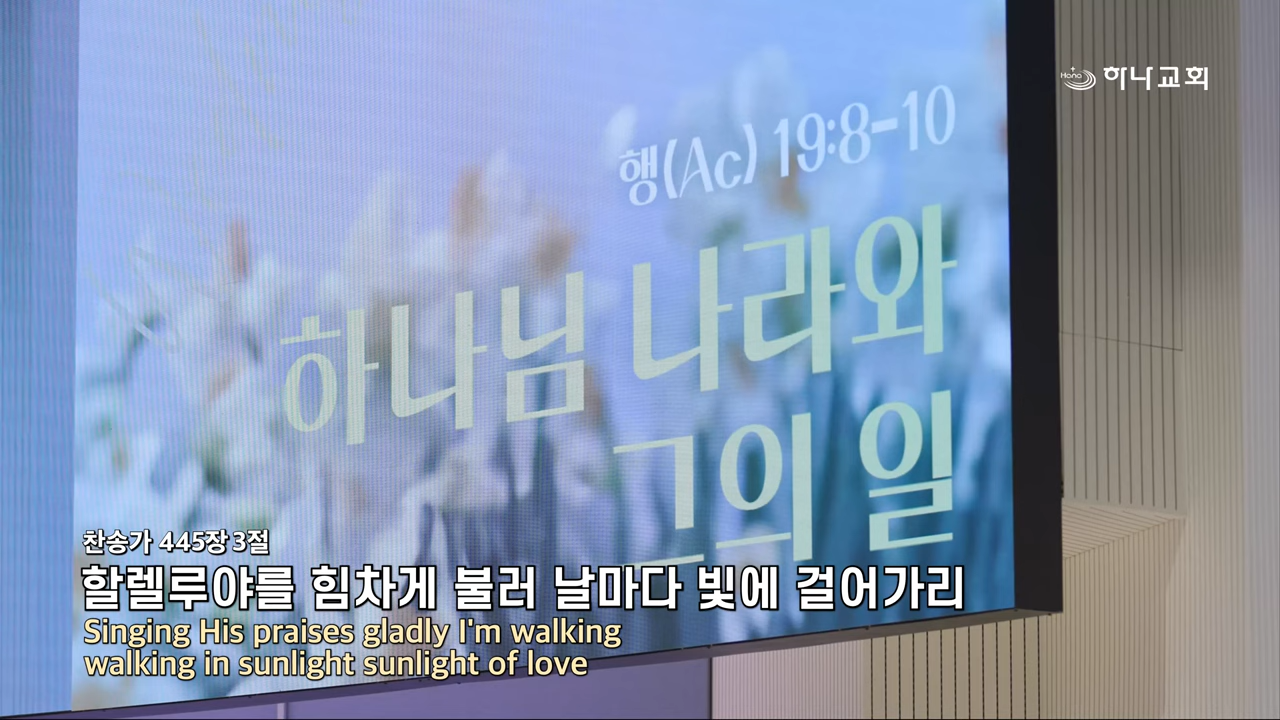 Hana 하나교회
행(Ac) 19:8-10
하나님 나라와
그의 일
찬송가 445장 3절
할렐루야를 힘차게 불러 날마다 빛에 걸어가리
Singing His praises gladly I'm walking
walking in sunlight sunlight of love